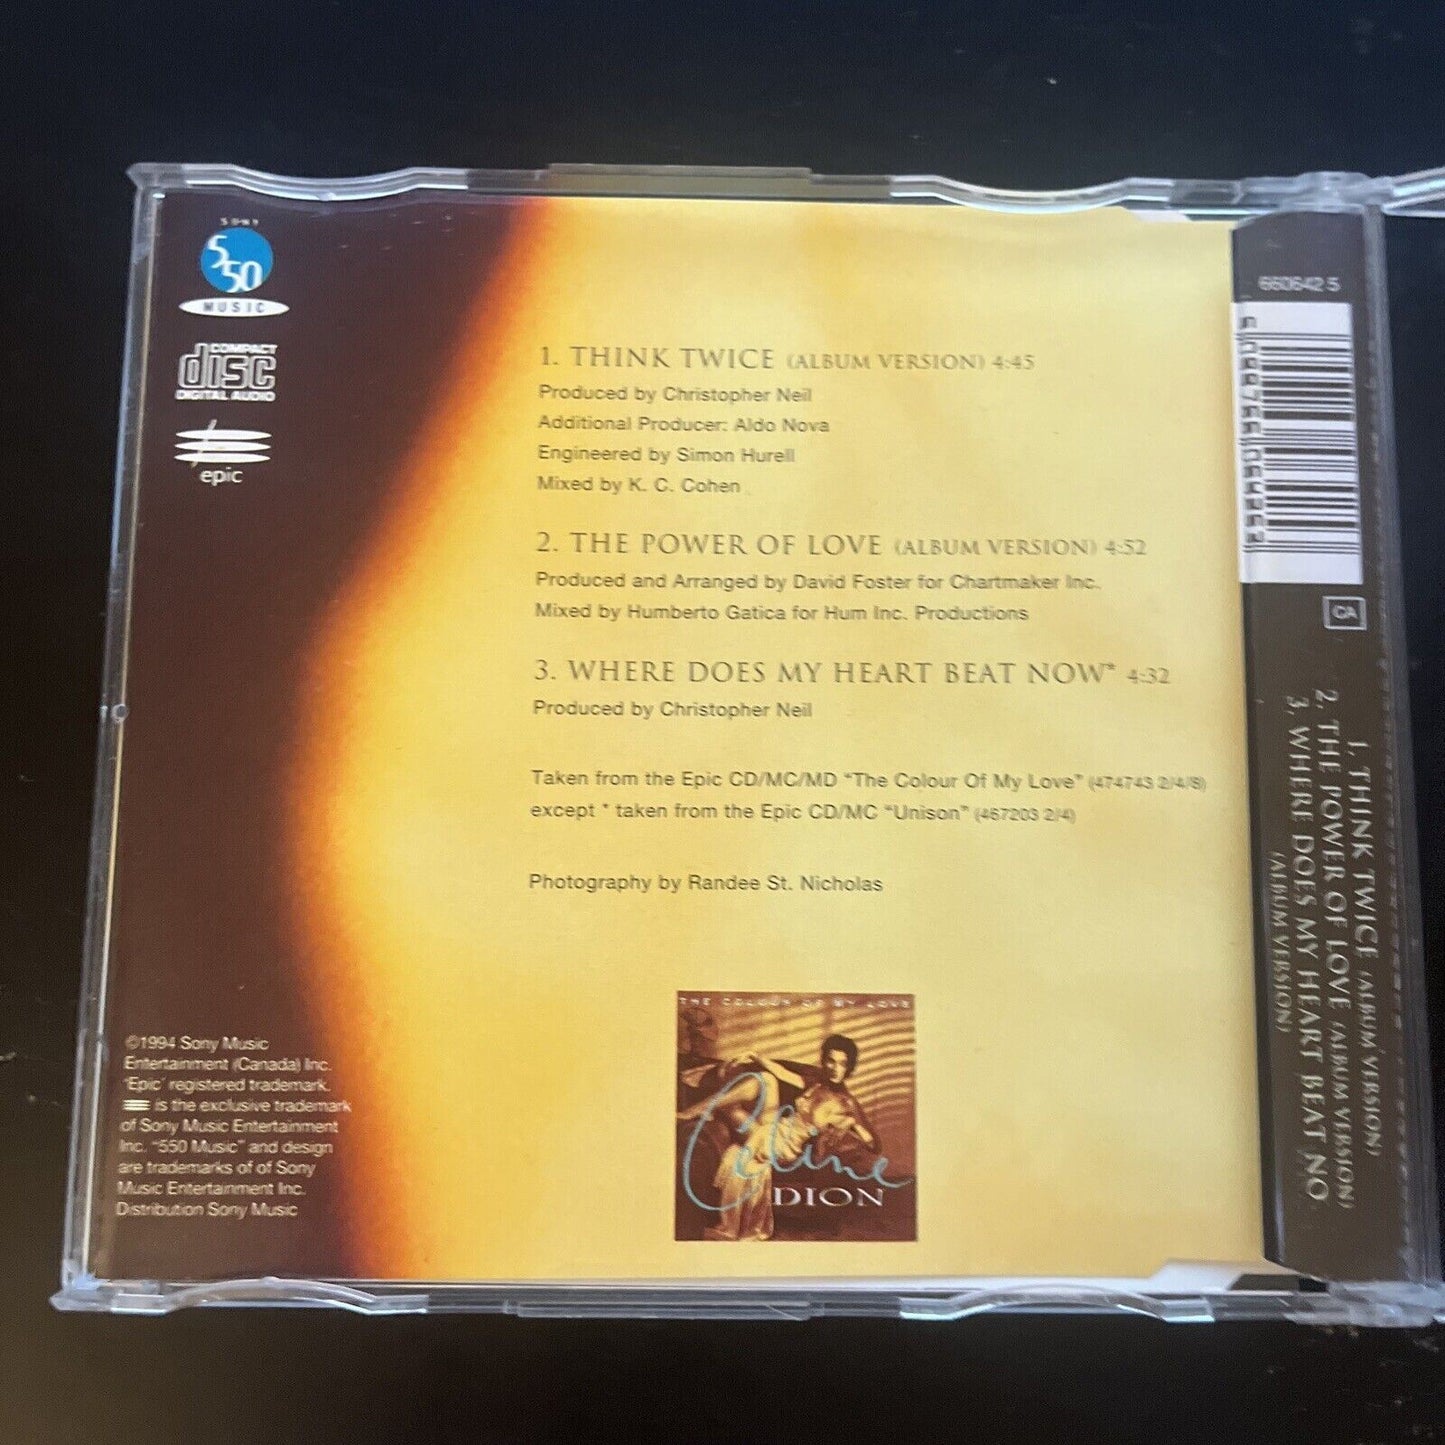 SONY
550
MUSIC
COMPACT
disc
DIGITAL AUDIO
epic
1. THINK TWICE (ALBUM VERSION) 4:45
Produced by Christopher Neil
Additional Producer: Aldo Nova
Engineered by Simon Hurell
Mixed by K. C. Cohen
2. THE POWER OF LOVE (ALBUM VERSION) 4:52
Produced and Arranged by David Foster for Chartmaker Inc.
Mixed by Humberto Gatica for Hum Inc. Productions
3. WHERE DOES MY HEART BEAT NOW* 4:32
Produced by Christopher Neil
Taken from the Epic CD/MC/MD “The Colour Of My Love” (474743 2/4/8)
except * taken from the Epic CD/MC “Unison” (467203 2/4)
Photography by Randee St. Nicholas
THE COLOUR OF MY LOVE
Céline
DION
©1994 Sony Music
Entertainment (Canada) Inc.
‘Epic’ registered trademark.
is the exclusive trademark
of Sony Music Entertainment
Inc. “550 Music” and design
are trademarks of of Sony
Music Entertainment Inc.
Distribution Sony Music
660642 5
CA
1. THINK TWICE (ALBUM VERSION)
2. THE POWER OF LOVE (ALBUM VERSION)
3. WHERE DOES MY HEART BEAT NO
(ALBUM VERSION)